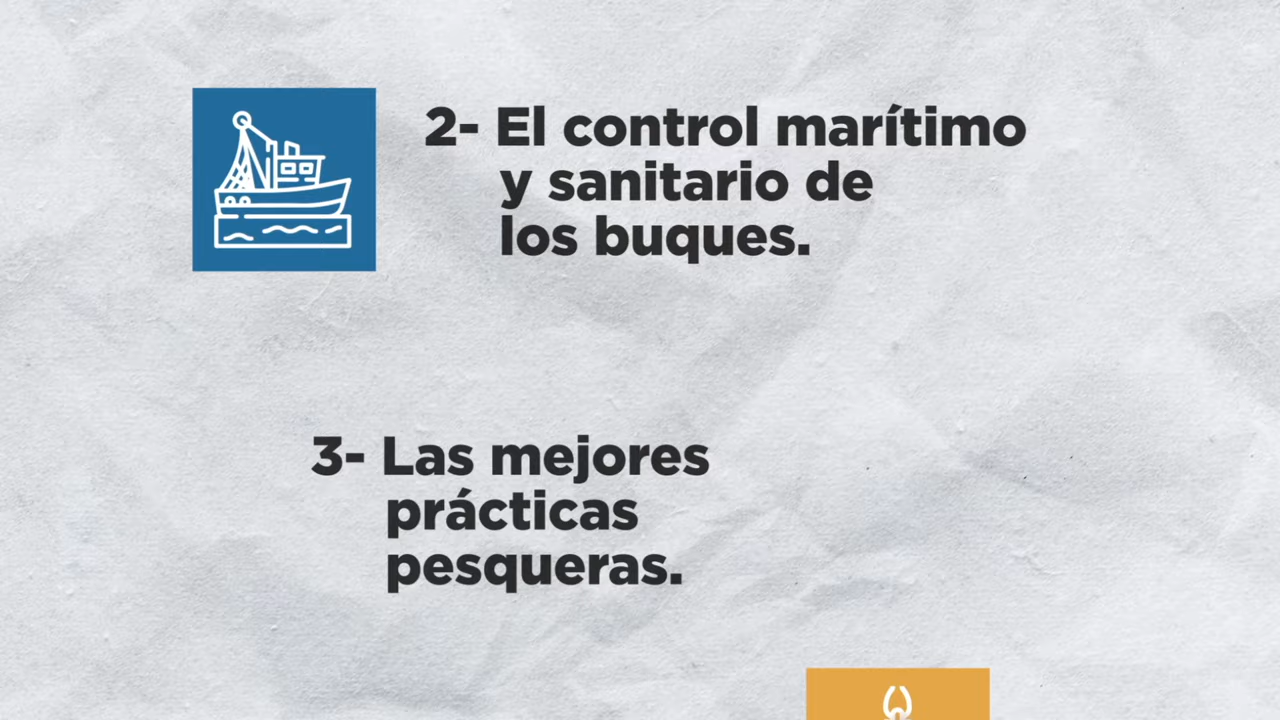 2- El control marítimo
y sanitario de
los buques.
3- Las mejores
prácticas
pesqueras.